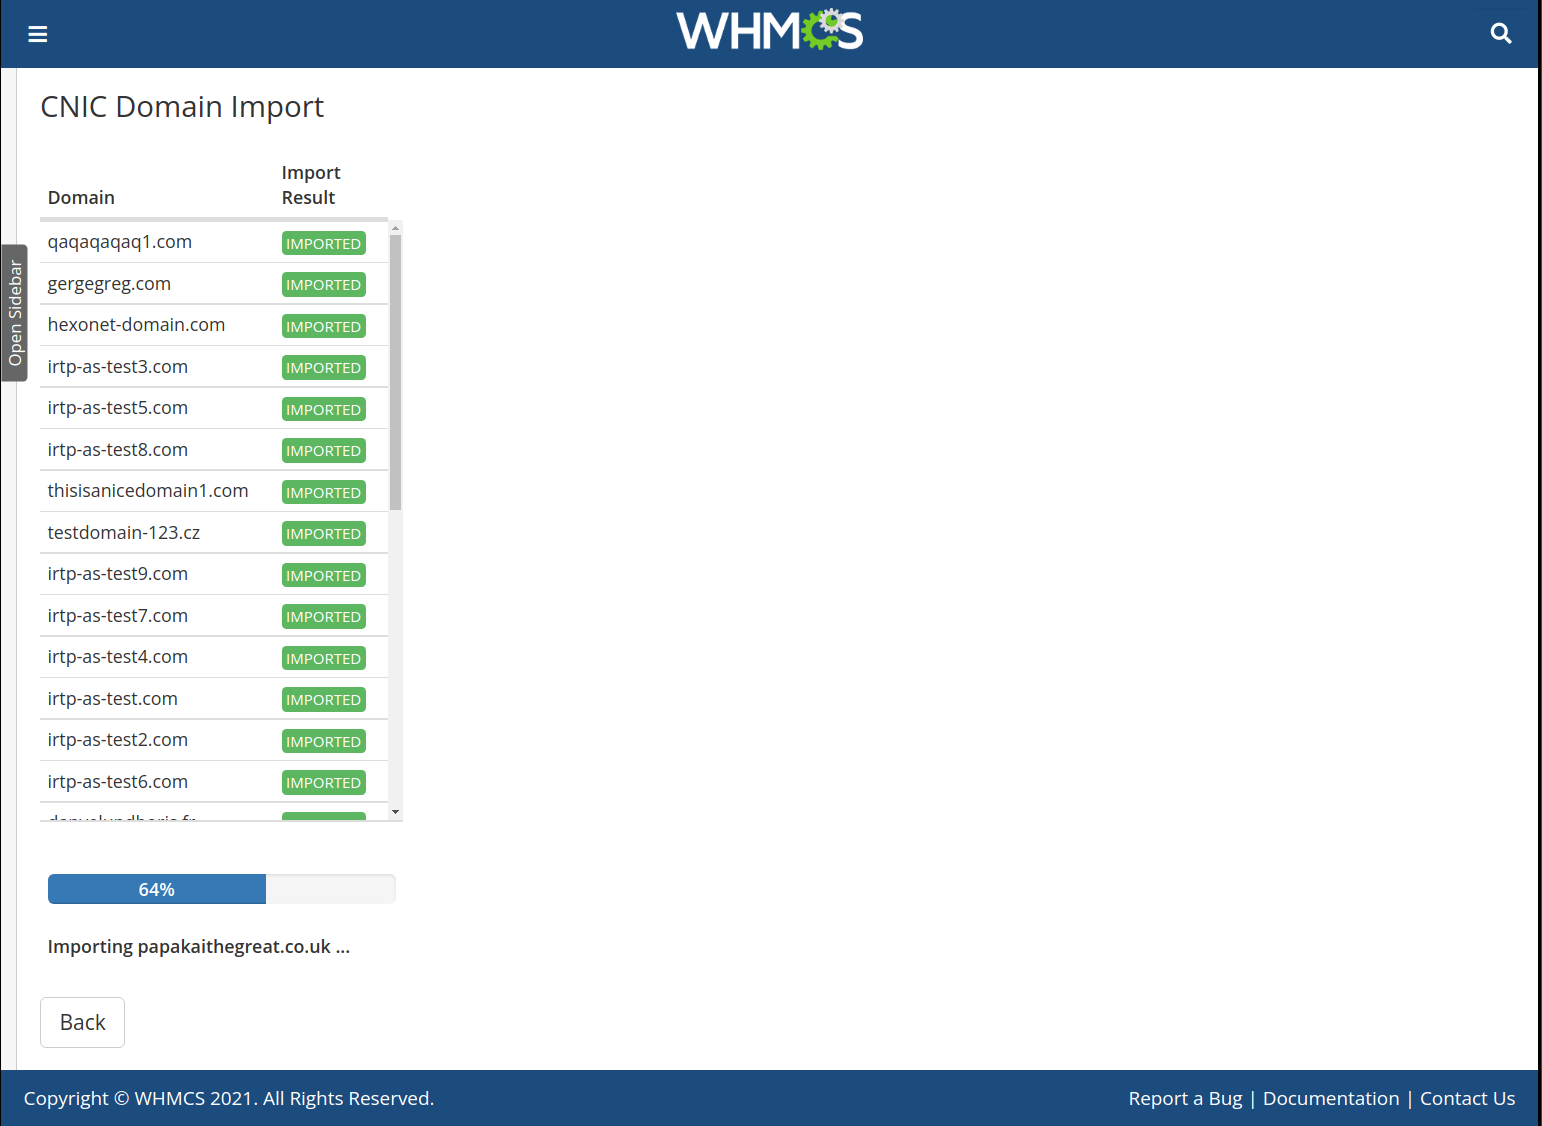 WHMCS
CNIC Domain Import
Domain Import Result
qaqaqaqaq1.com IMPORTED
gergegreg.com IMPORTED
hexonet-domain.com IMPORTED
irtp-as-test3.com IMPORTED
irtp-as-test5.com IMPORTED
irtp-as-test8.com IMPORTED
thisisanicedomain1.com IMPORTED
testdomain-123.cz IMPORTED
irtp-as-test9.com IMPORTED
irtp-as-test7.com IMPORTED
irtp-as-test4.com IMPORTED
irtp-as-test.com IMPORTED
irtp-as-test2.com IMPORTED
irtp-as-test6.com IMPORTED
Open Sidebar
64%
Importing papakaithegreat.co.uk ...
Back
Copyright © WHMCS 2021. All Rights Reserved.
Report a Bug | Documentation | Contact Us